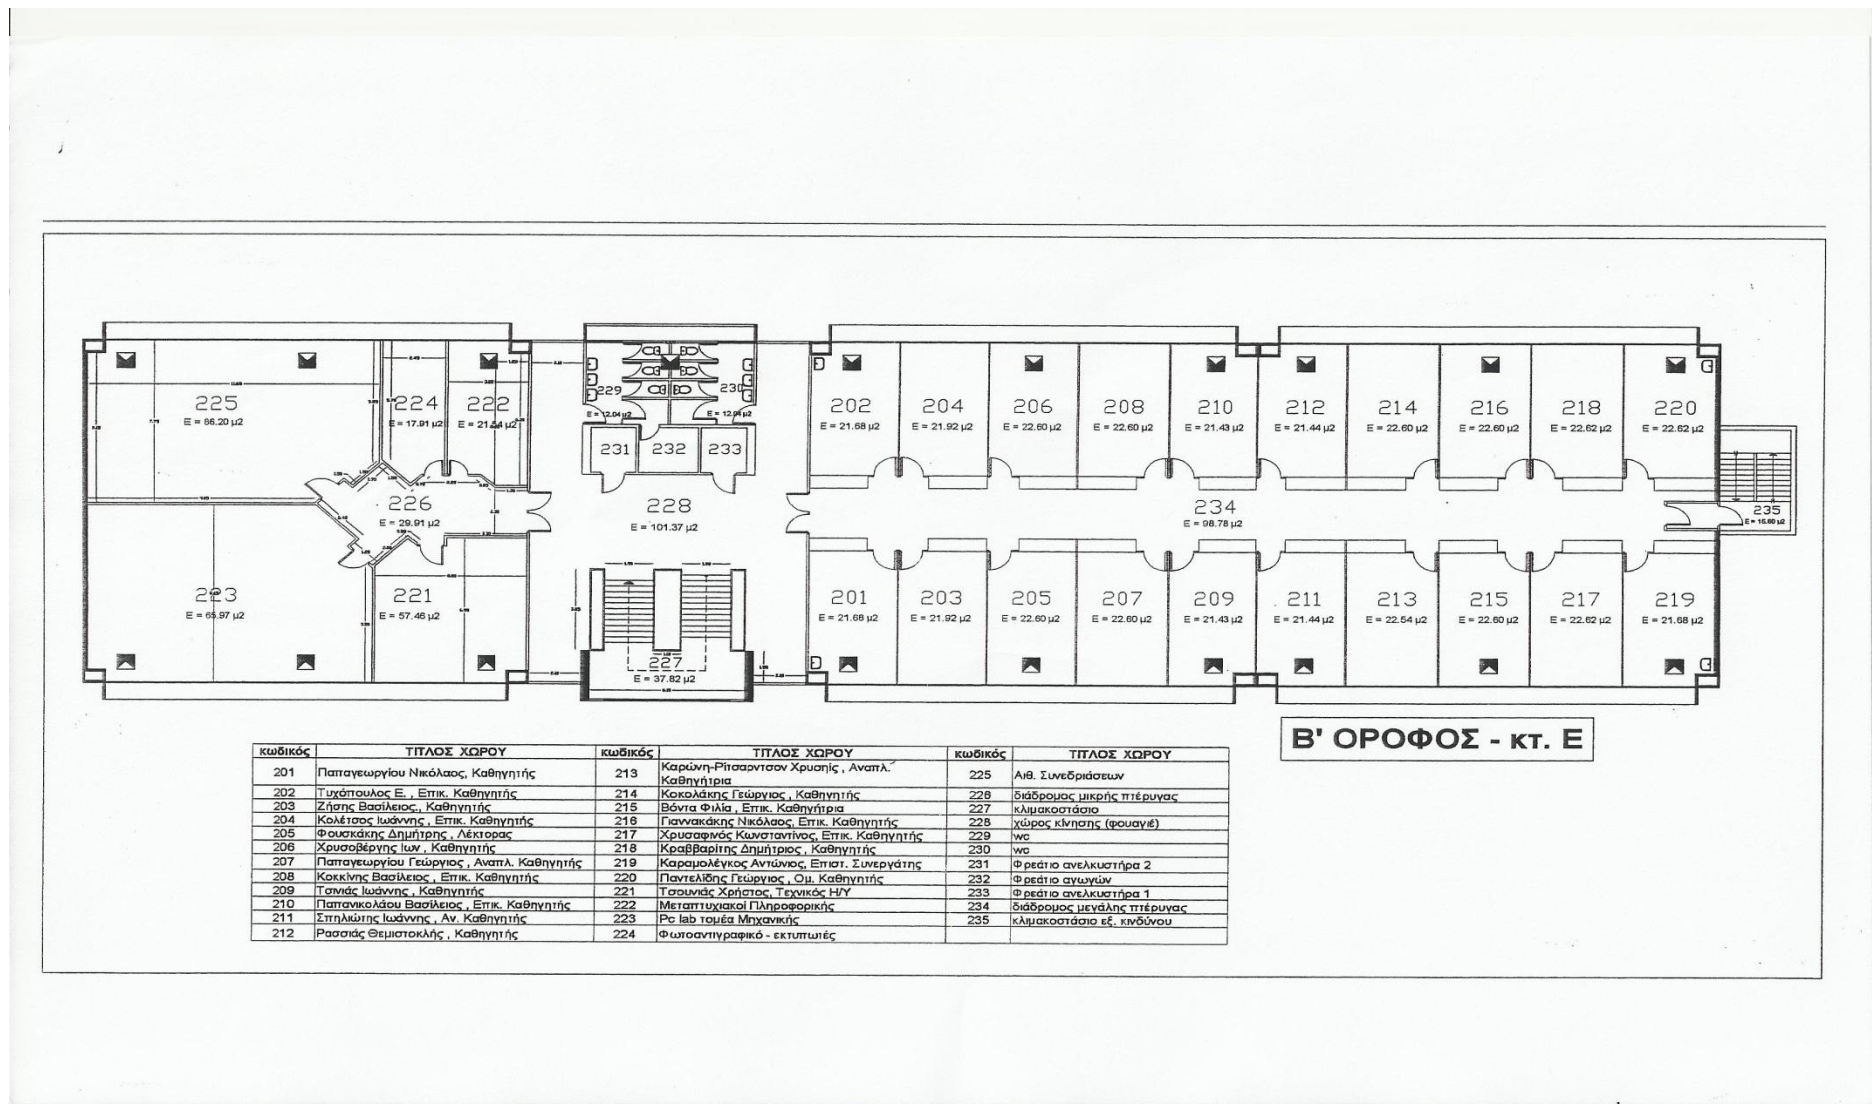 225
E = 66.20 μ2
224
E = 17.91 μ2
222
229
E = 12.04 μ2
230
E = 12.04 μ2
231
232
233
202
E = 21.68 μ2
204
E = 21.92 μ2
206
E = 22.60 μ2
208
E = 22.60 μ2
210
E = 21.43 μ2
212
E = 21.44 μ2
214
E = 22.60 μ2
216
E = 22.60 μ2
218
E = 22.62 μ2
220
E = 22.62 μ2
226
E = 29.91 μ2
228
E = 101.37 μ2
234
E = 98.78 μ2
235
E = 15.60 μ2
223
E = 65.97 μ2
221
E = 57.46 μ2
227
E = 37.82 μ2
201
E = 21.68 μ2
203
E = 21.92 μ2
205
E = 22.60 μ2
207
E = 22.60 μ2
209
E = 21.43 μ2
211
E = 21.44 μ2
213
E = 22.54 μ2
215
E = 22.60 μ2
217
E = 22.62 μ2
219
E = 21.68 μ2
Β' ΟΡΟΦΟΣ - κτ. Ε
κωδικός ΤΙΤΛΟΣ ΧΩΡΟΥ
201 Παπαγεωργίου Νικόλαος, Καθηγητής
202 Τυχόπουλος Ε. , Επικ. Καθηγητής
203 Ζήσης Βασίλειος., Καθηγητής
204 Κολέτσος Ιωάννης , Επικ. Καθηγητής
205 Φουσκάκης Δημήτρης , Λέκτορας
206 Χρυσοβέργης Ιων , Καθηγητής
207 Παπαγεωργίου Γεώργιος , Αναπλ. Καθηγητής
208 Κοκκίνης Βασίλειος , Επικ. Καθηγητής
209 Τσινιάς Ιωάννης , Καθηγητής
210 Παπανικολάου Βασίλειος , Επικ. Καθηγητής
211 Σπηλιώτης Ιωάννης , Αν. Καθηγητής
212 Ρασσιάς Θεμιστοκλής , Καθηγητής
κωδικός ΤΙΤΛΟΣ ΧΩΡΟΥ
213 Καρώνη-Ρίτσαρντσον Χρυσηίς , Αναπλ.
Καθηγήτρια
214 Κοκολάκης Γεώργιος , Καθηγητής
215 Βόντα Φιλία , Επικ. Καθηγήτρια
216 Γιαννακάκης Νικόλαος, Επικ. Καθηγητής
217 Χρυσαφινός Κωνσταντίνος, Επικ. Καθηγητής
218 Κραββαρίτης Δημήτριος , Καθηγητής
219 Καραμολέγκος Αντώνιος, Επιστ. Συνεργάτης
220 Παντελίδης Γεώργιος , Ομ. Καθηγητής
221 Τσουνιάς Χρήστος, Τεχνικός Η/Υ
222 Μεταπτυχιακοί Πληροφορικής
223 Pc lab τομέα Μηχανικής
224 Φωτοαντιγραφικό - εκτυπωτές
κωδικός ΤΙΤΛΟΣ ΧΩΡΟΥ
225 Αιθ. Συνεδριάσεων
226 διάδρομος μικρής πτέρυγας
227 κλιμακοστάσιο
228 χώρος κίνησης (φουαγιέ)
229 wc
230 wc
231 Φρεάτιο ανελκυστήρα 2
232 Φρεάτιο αγωγών
233 Φρεάτιο ανελκυστήρα 1
234 διάδρομος μεγάλης πτέρυγας
235 κλιμακοστάσιο εξ. κινδύνου